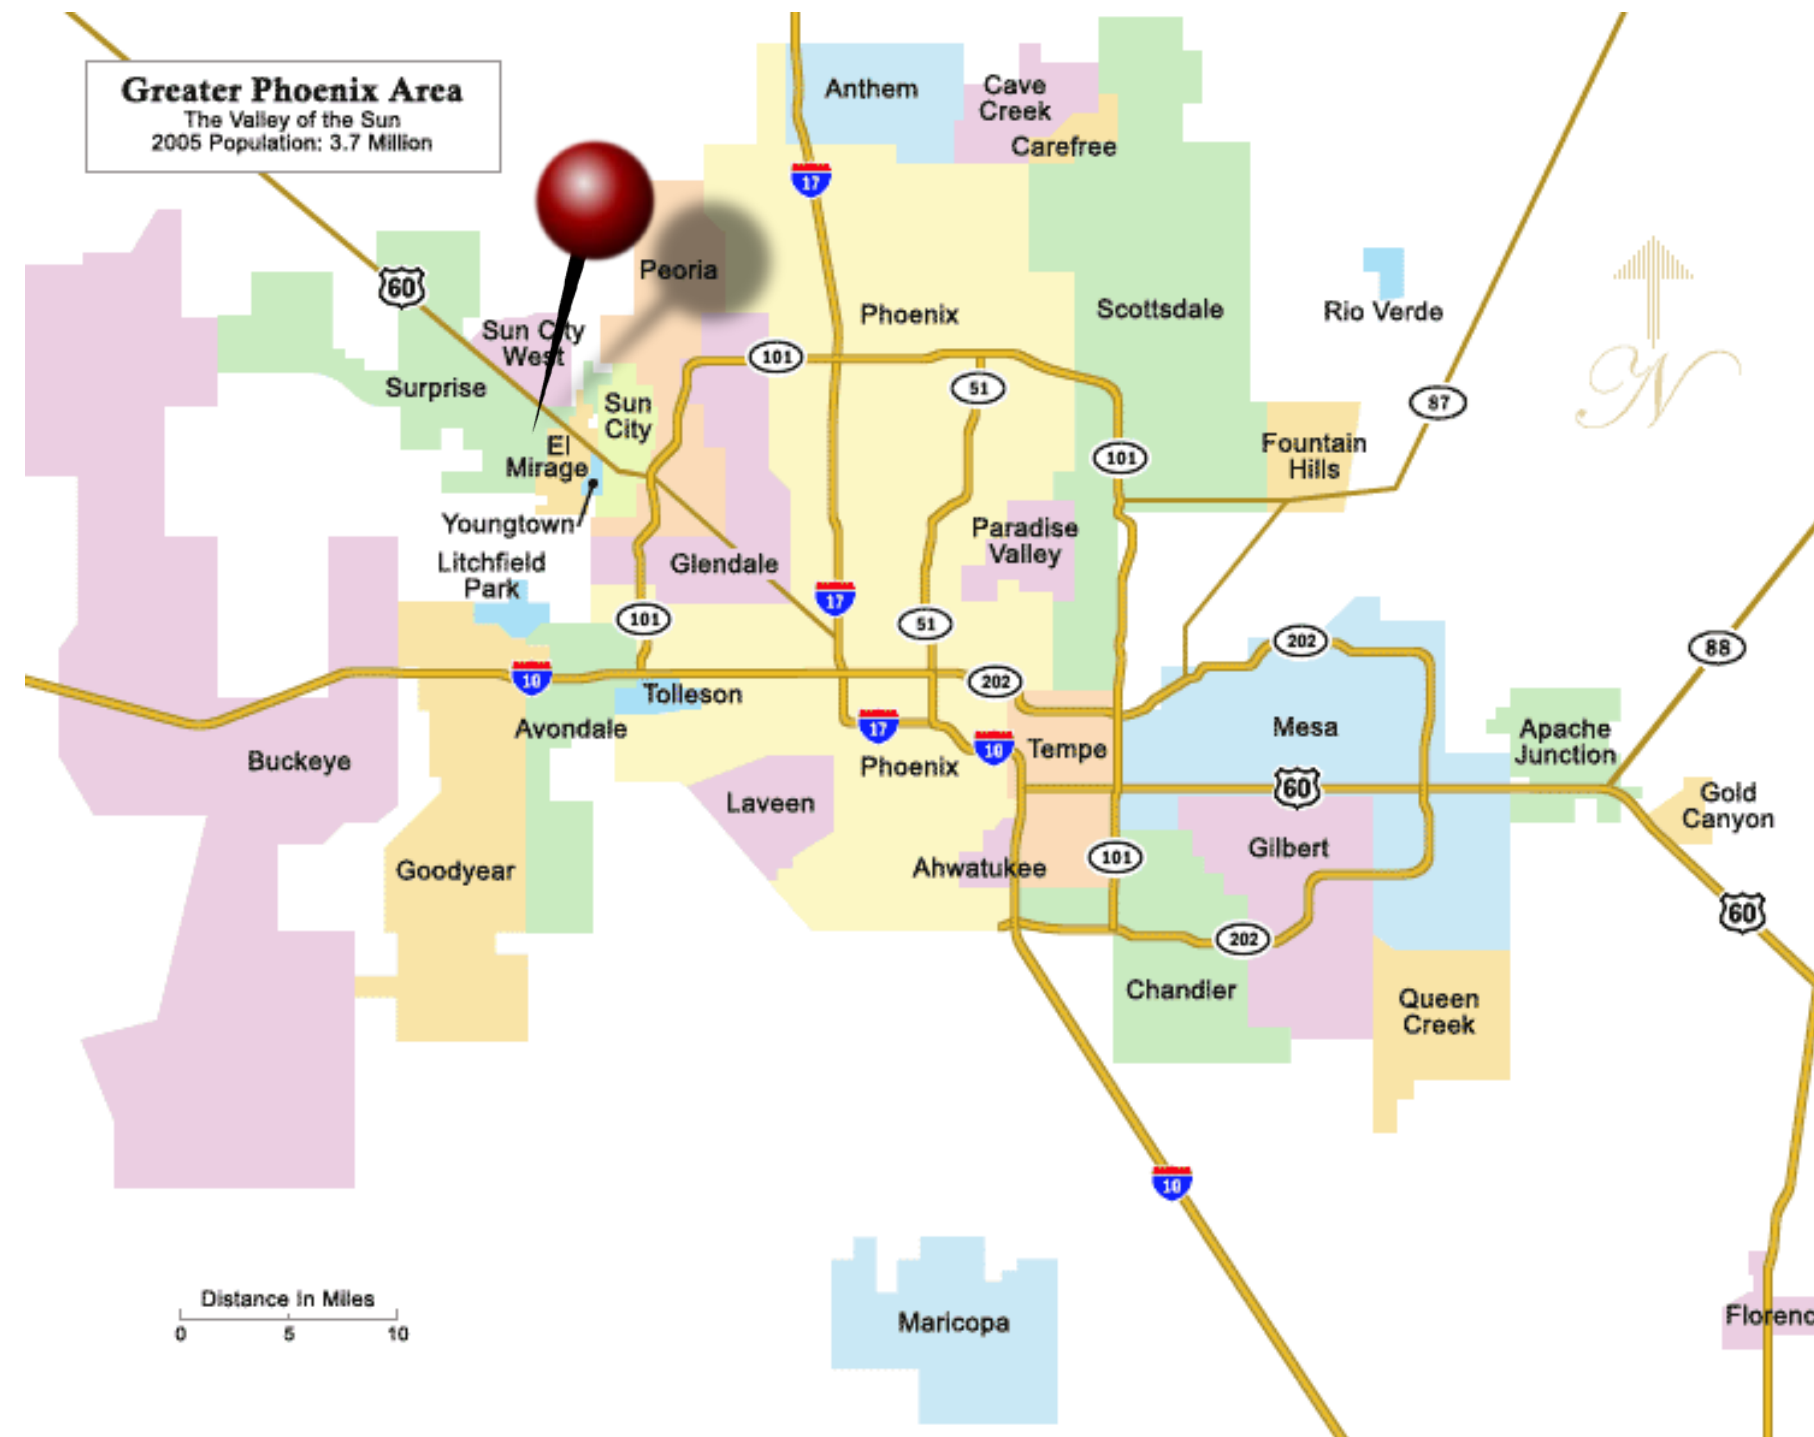 Greater Phoenix Area
The Valley of the Sun
2005 Population: 3.7 Million
Anthem
Cave
Creek
Carefree
17
60
Peoria
Phoenix
Scottsdale
Rio Verde
N
Sun City
West
101
51
87
Surprise
Sun
City
El
Mirage
101
Fountain
Hills
Youngtown
Paradise
Valley
Litchfield
Park
Glendale
17
101
51
202
88
10
Tolleson
202
Avondale
17
10
Tempe
Mesa
Apache
Junction
Buckeye
Phoenix
60
Laveen
Gold
Canyon
Goodyear
Ahwatukee
101
Gilbert
60
202
Chandler
Queen
Creek
10
Distance in Miles
0 5 10
Maricopa
Florenc